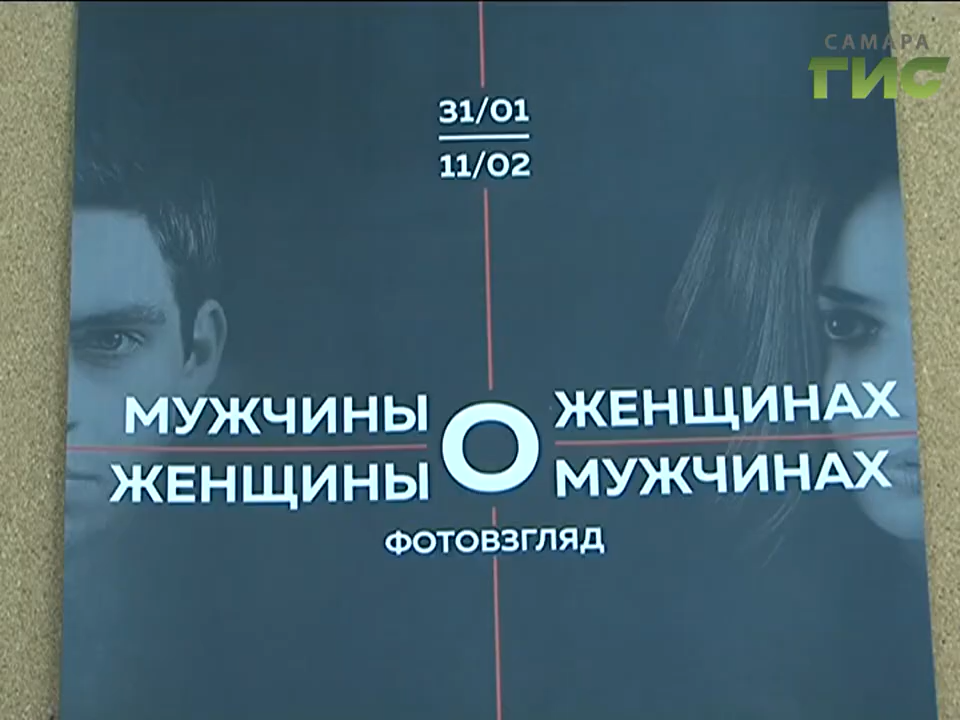 САМАРА
ГИС
31/01
11/02
МУЖЧИНЫ О ЖЕНЩИНАХ
ЖЕНЩИНЫ МУЖЧИНАХ
ФОТОВЗГЛЯД